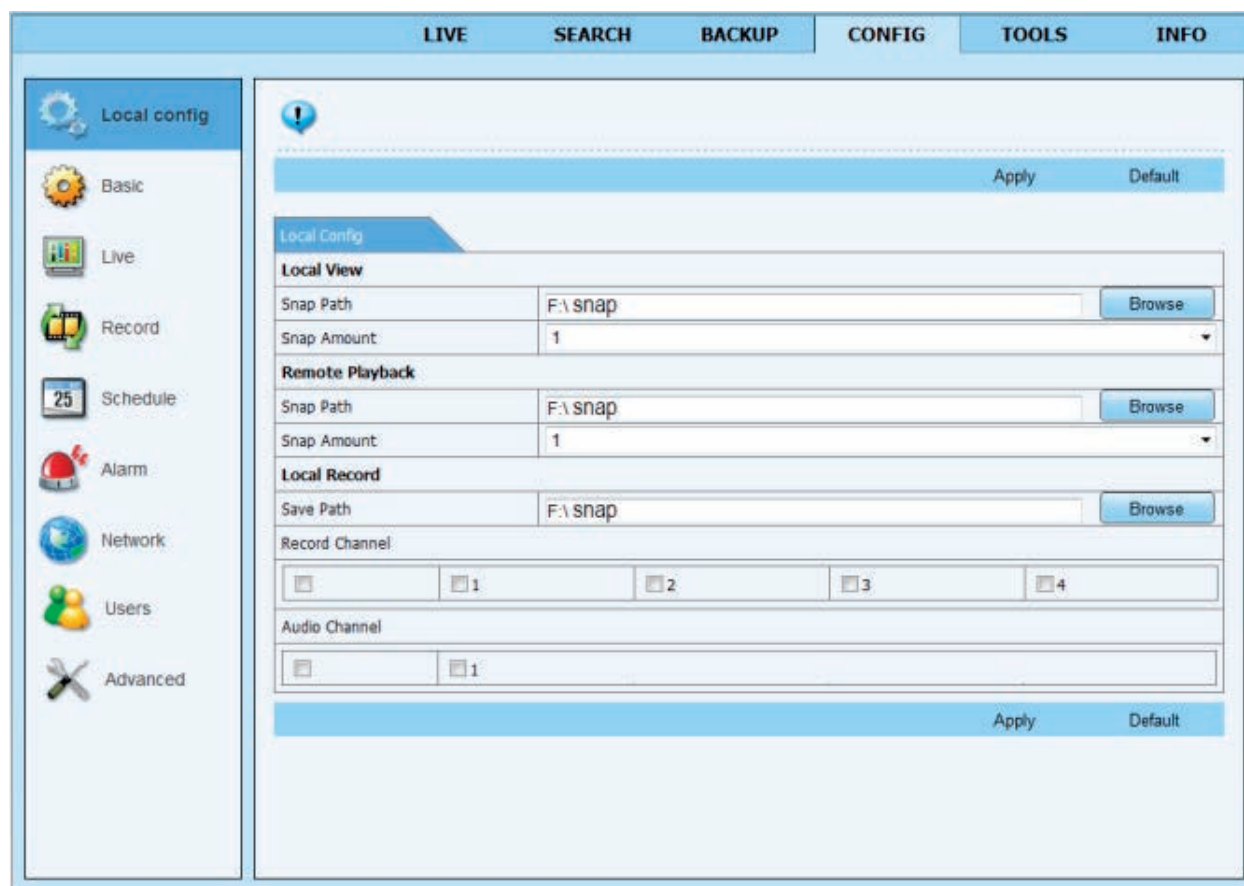 LIVE SEARCH BACKUP CONFIG TOOLS INFO
Local config
Basic
Live
Record
25 Schedule
Alarm
Network
Users
Advanced
!
Apply Default
Local Config
Local View
Snap Path F:\ snap Browse
Snap Amount 1
Remote Playback
Snap Path F:\ snap Browse
Snap Amount 1
Local Record
Save Path F:\ snap Browse
Record Channel
1 2 3 4
Audio Channel
1
Apply Default